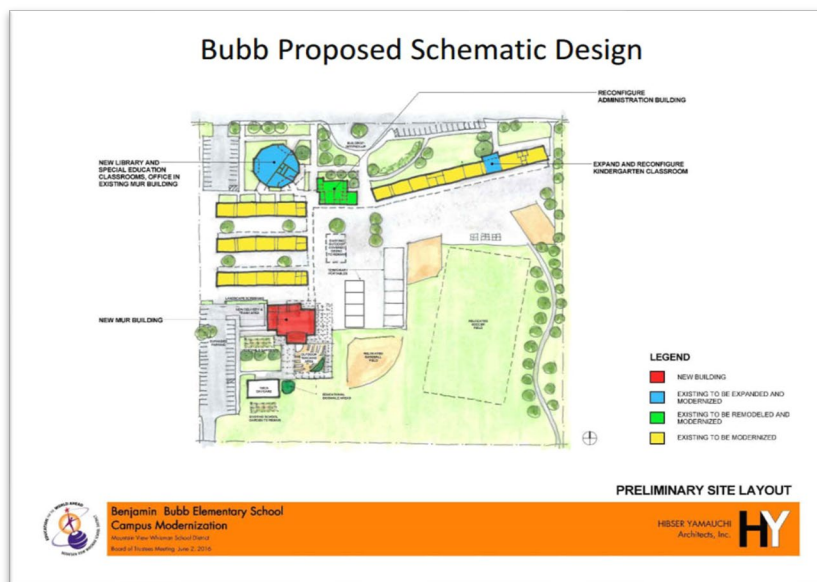 Bubb Proposed Schematic Design
RECONFIGURE
ADMINISTRATION BUILDING
NEW LIBRARY AND
SPECIAL EDUCATION
CLASSROOMS, OFFICE IN
EXISTING MUR BUILDING
EXPAND AND RECONFIGURE
KINDERGARTEN CLASSROOM
NEW MUR BUILDING
LEGEND
NEW BUILDING
EXISTING TO BE EXPANDED AND
MODERNIZED
EXISTING TO BE REMODELED AND
MODERNIZED
EXISTING TO BE MODERNIZED
PRELIMINARY SITE LAYOUT
Benjamin Bubb Elementary School
Campus Modernization
Mountain View Whisman School District
Board of Trustees Meeting June 2, 2016
HIBSER YAMAUCHI
Architects, Inc.
HY